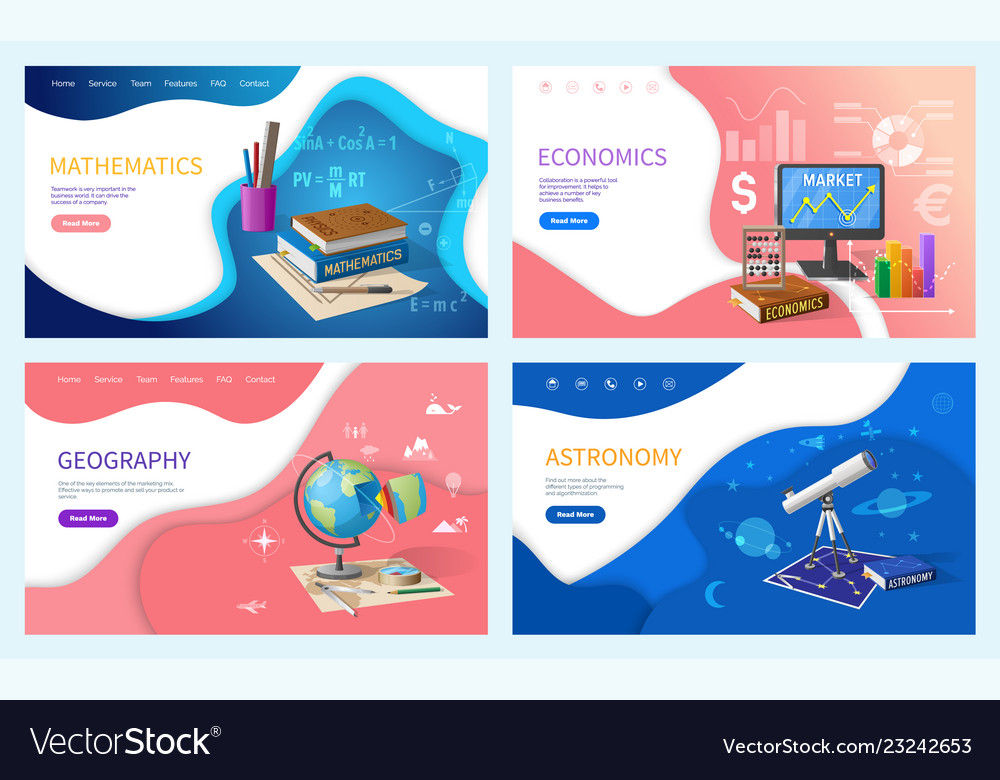 Home Service Team Features FAQ Contact
MATHEMATICS
Teamwork is very important in the
business world. It can drive the
success of a company.
Read More
Sin²A + Cos²A = 1
PV = m/M RT
N
F
mg
PHYSICS
MATHEMATICS
E = m c²
ECONOMICS
Collaboration is a powerful tool
for improvement. It helps to
achieve a number of key
business benefits.
Read More
$
MARKET
€
ECONOMICS
Home Service Team Features FAQ Contact
GEOGRAPHY
One of the key elements of the marketing mix.
Effective ways to promote and sell your product or
service.
Read More
N
W E
S
ASTRONOMY
Find out more about the
different types of programming
and algorithmization.
Read More
ASTRONOMY
VectorStock®
VectorStock.com/23242653